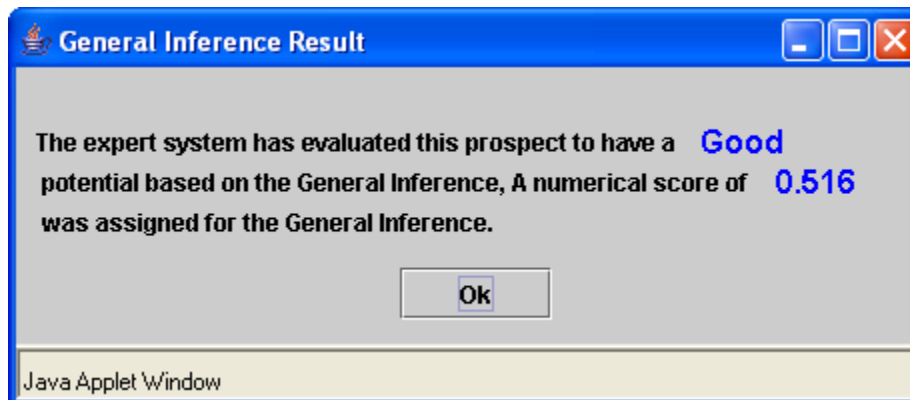 General Inference Result
The expert system has evaluated this prospect to have a Good
potential based on the General Inference, A numerical score of 0.516
was assigned for the General Inference.
Ok
Java Applet Window